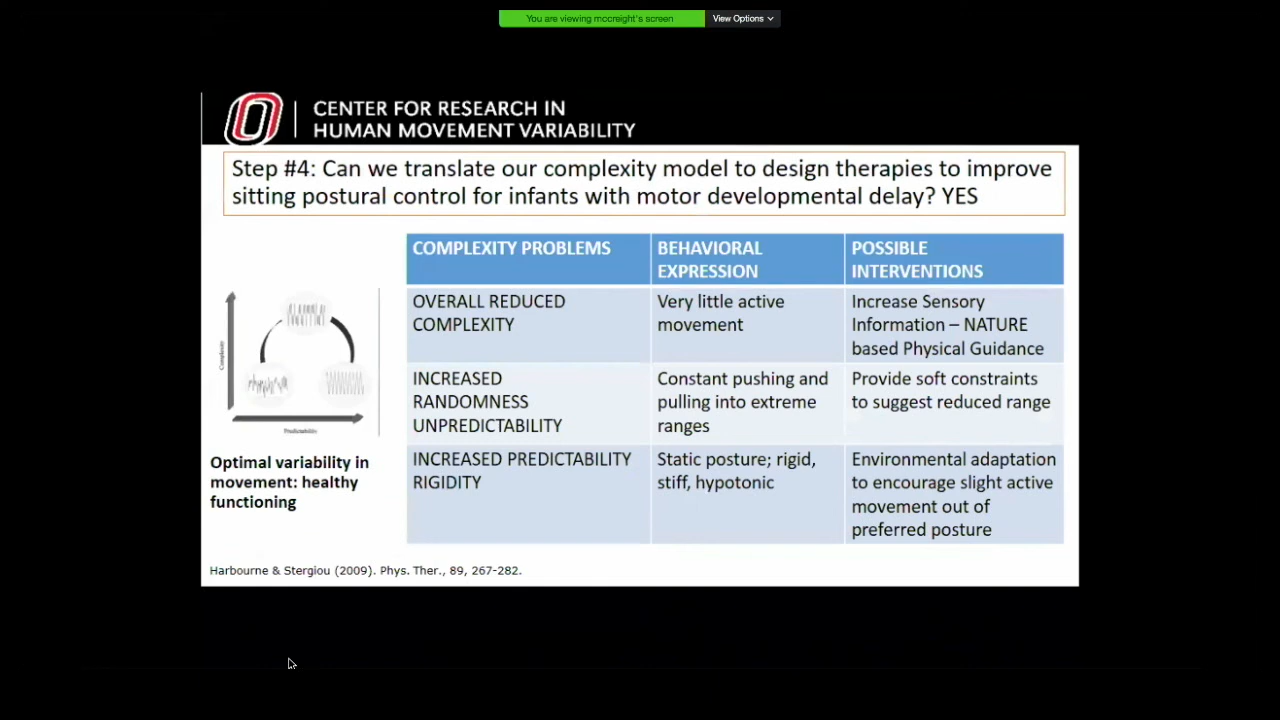 You are viewing mccreight's screen
View Options
CENTER FOR RESEARCH IN
HUMAN MOVEMENT VARIABILITY
Step #4: Can we translate our complexity model to design therapies to improve
sitting postural control for infants with motor developmental delay? YES
COMPLEXITY PROBLEMS
BEHAVIORAL
EXPRESSION
POSSIBLE
INTERVENTIONS
OVERALL REDUCED
COMPLEXITY
Very little active
movement
Increase Sensory
Information – NATURE
based Physical Guidance
INCREASED
RANDOMNESS
UNPREDICTABILITY
Constant pushing and
pulling into extreme
ranges
Provide soft constraints
to suggest reduced range
INCREASED PREDICTABILITY
RIGIDITY
Static posture; rigid,
stiff, hypotonic
Environmental adaptation
to encourage slight active
movement out of
preferred posture
Complexity
Predictability
Optimal variability in
movement: healthy
functioning
Harbourne & Stergiou (2009). Phys. Ther., 89, 267-282.